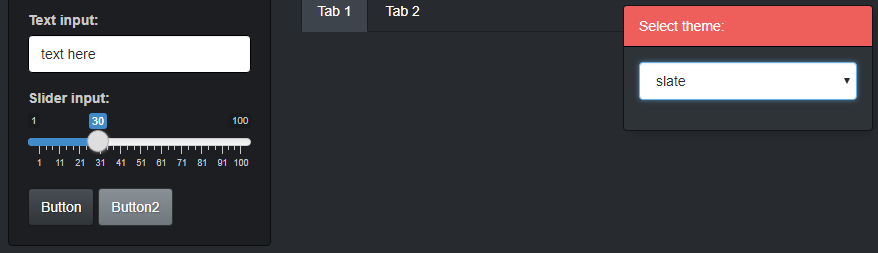 Text input:
text here
Slider input:
1 30 100
1 11 21 31 41 51 61 71 81 91 100
Button Button2
Tab 1 Tab 2
Select theme:
slate